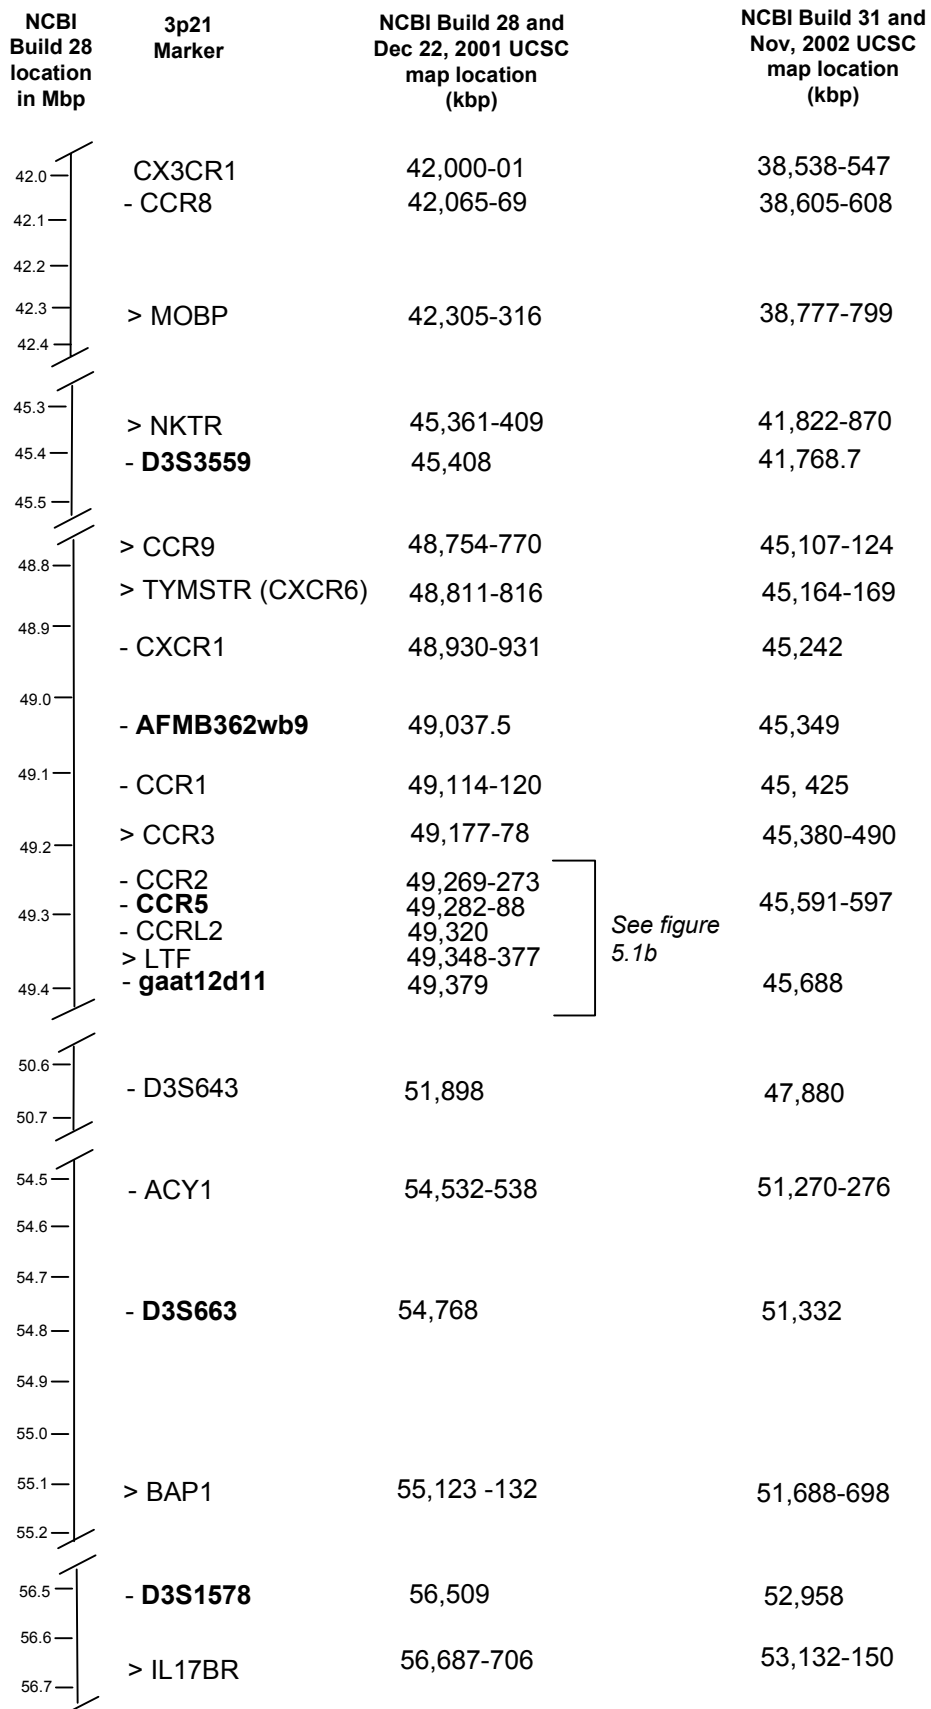 NCBI Build 28 location in Mbp
3p21 Marker
NCBI Build 28 and Dec 22, 2001 UCSC map location (kbp)
NCBI Build 31 and Nov, 2002 UCSC map location (kbp)
42.0 CX3CR1 42,000-01 38,538-547
- CCR8 42,065-69 38,605-608
42.1
42.2
42.3 > MOBP 42,305-316 38,777-799
42.4
45.3
> NKTR 45,361-409 41,822-870
45.4 - D3S3559 45,408 41,768.7
45.5
> CCR9 48,754-770 45,107-124
48.8
> TYMSTR (CXCR6) 48,811-816 45,164-169
48.9
- CXCR1 48,930-931 45,242
49.0
- AFMB362wb9 49,037.5 45,349
49.1
- CCR1 49,114-120 45, 425
> CCR3 49,177-78 45,380-490
49.2
- CCR2 49,269-273
- CCR5 49,282-88 45,591-597
49.3
- CCRL2 49,320
See figure 5.1b
> LTF 49,348-377
- gaat12d11 49,379 45,688
49.4
50.6
- D3S643 51,898 47,880
50.7
54.5
- ACY1 54,532-538 51,270-276
54.6
54.7
- D3S663 54,768 51,332
54.8
54.9
55.0
55.1
> BAP1 55,123 -132 51,688-698
55.2
56.5 - D3S1578 56,509 52,958
56.6
> IL17BR 56,687-706 53,132-150
56.7